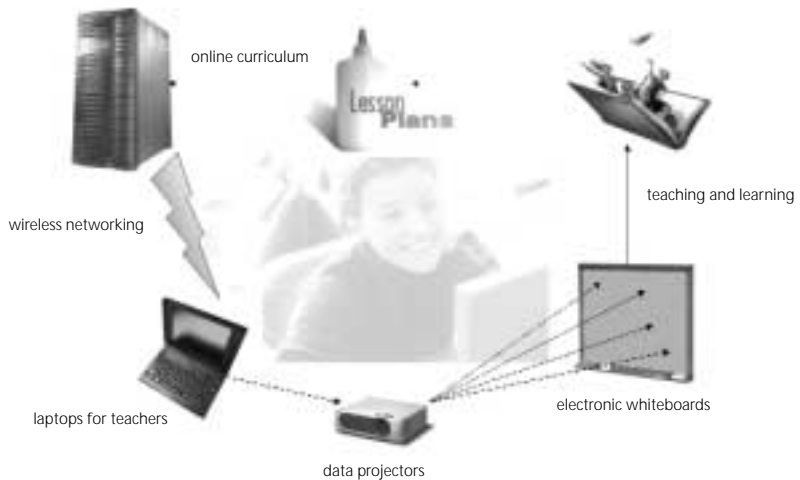 online curriculum
Lesson
Plans
teaching and learning
wireless networking
electronic whiteboards
laptops for teachers
data projectors